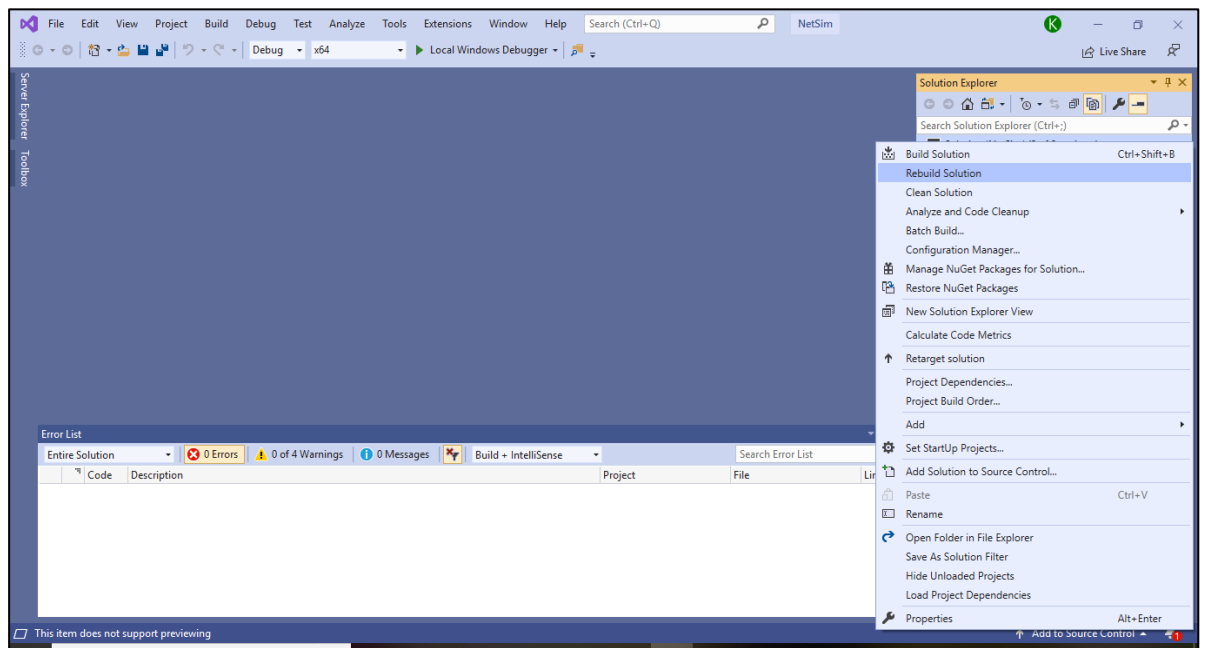 File Edit View Project Build Debug Test Analyze Tools Extensions Window Help Search (Ctrl+Q) NetSim K
Debug x64 Local Windows Debugger Live Share
Server Explorer
Toolbox
Solution Explorer
Search Solution Explorer (Ctrl+;)
Build Solution Ctrl+Shift+B
Rebuild Solution
Clean Solution
Analyze and Code Cleanup
Batch Build...
Configuration Manager...
Manage NuGet Packages for Solution...
Restore NuGet Packages
New Solution Explorer View
Calculate Code Metrics
Retarget solution
Project Dependencies...
Project Build Order...
Add
Set StartUp Projects...
Add Solution to Source Control...
Paste Ctrl+V
Rename
Open Folder in File Explorer
Save As Solution Filter
Hide Unloaded Projects
Load Project Dependencies
Properties Alt+Enter
Error List
Entire Solution 0 Errors 0 of 4 Warnings 0 Messages Build + IntelliSense Search Error List
Code Description Project File
This item does not support previewing Add to Source Control 1